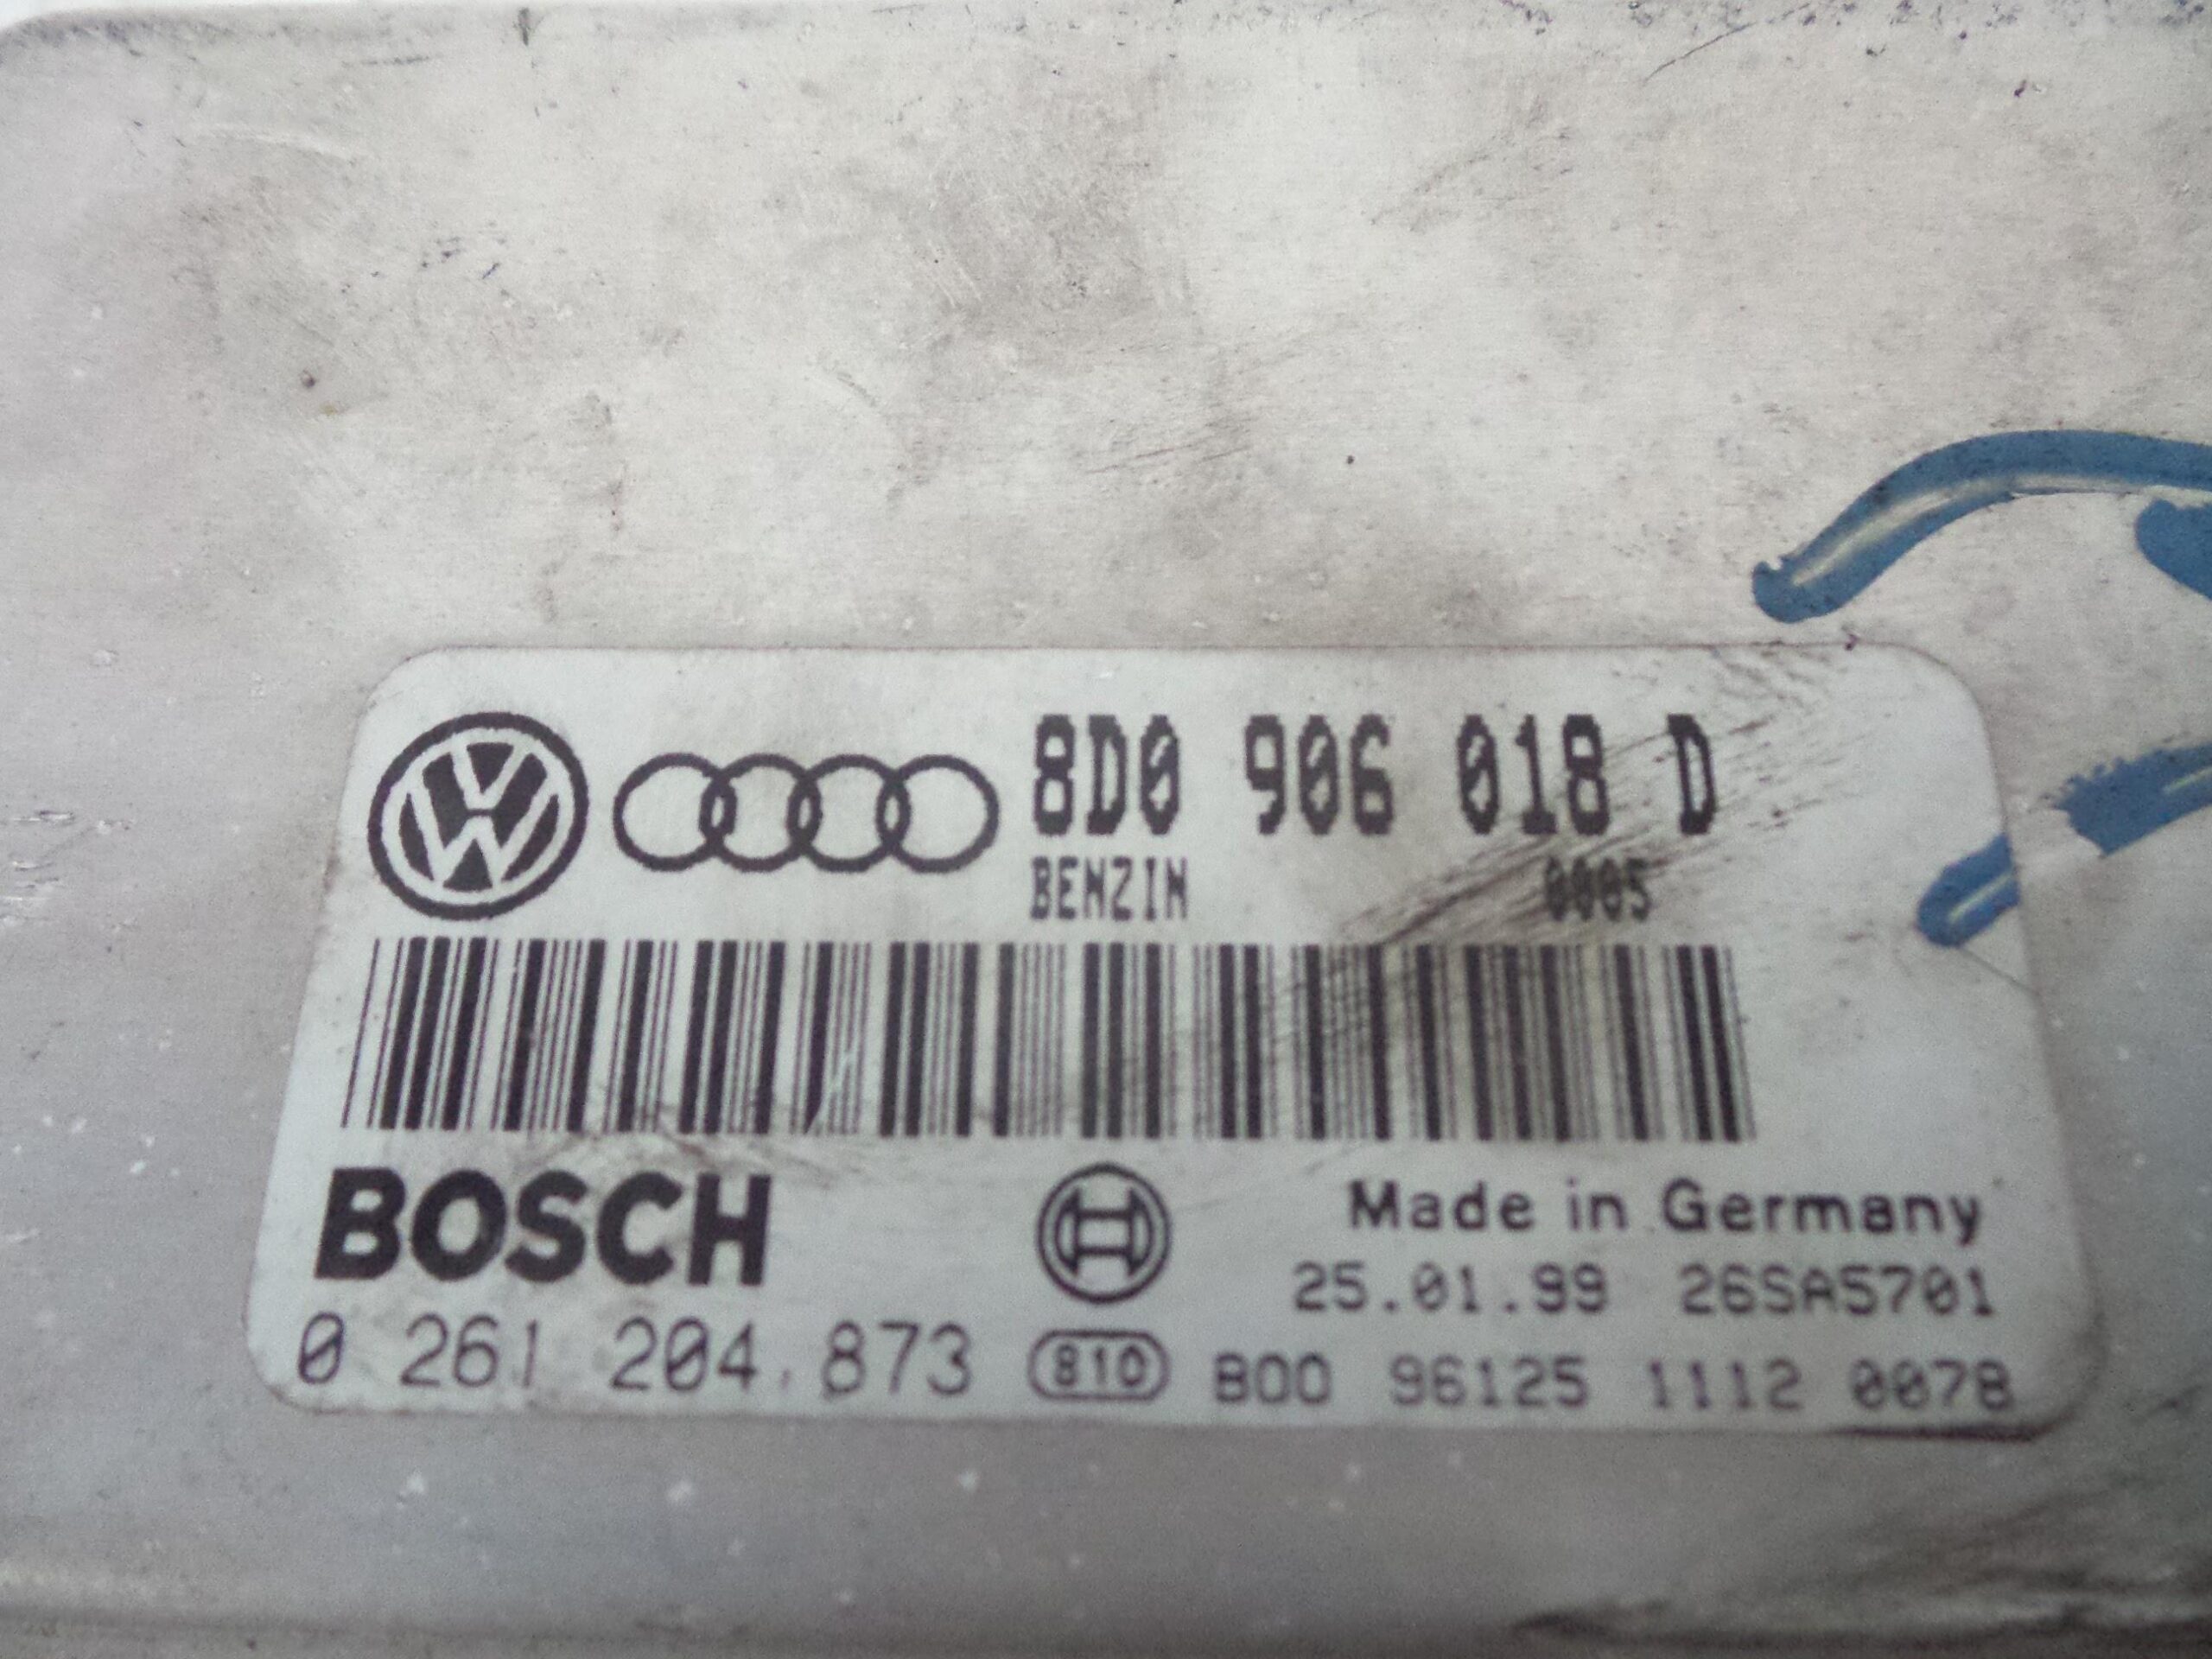 8D0 906 018 D
BENZIN 0005
BOSCH
Made in Germany
25.01.99 26SA5701
0 261 204.873
810 B00 96125 1112 0078